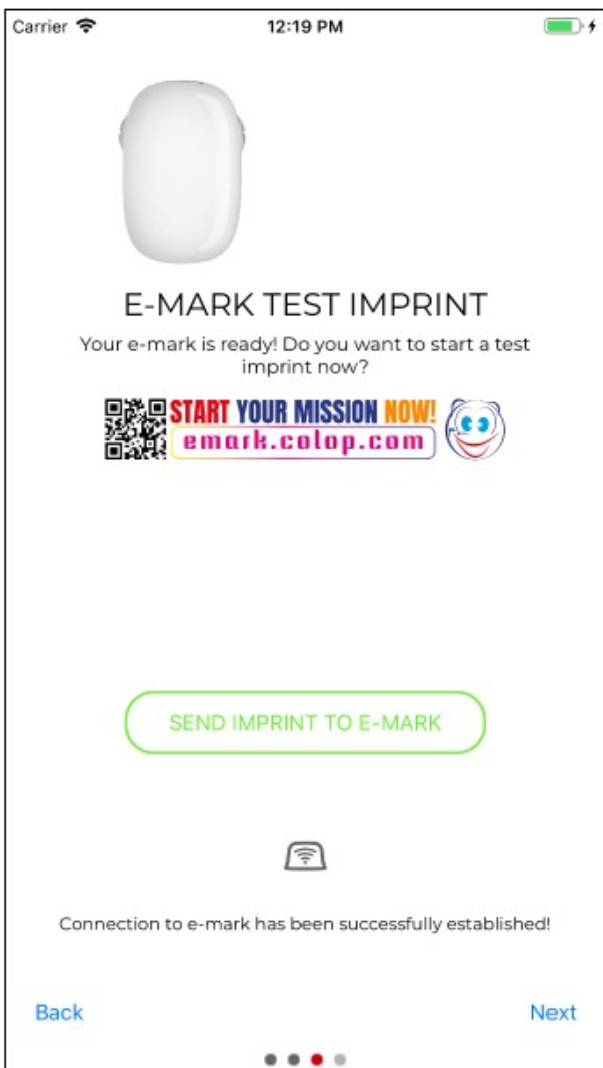 Carrier 12:19 PM
E-MARK TEST IMPRINT
Your e-mark is ready! Do you want to start a test
imprint now?
START YOUR MISSION NOW!
emark.colop.com
SEND IMPRINT TO E-MARK
Connection to e-mark has been successfully established!
Back Next